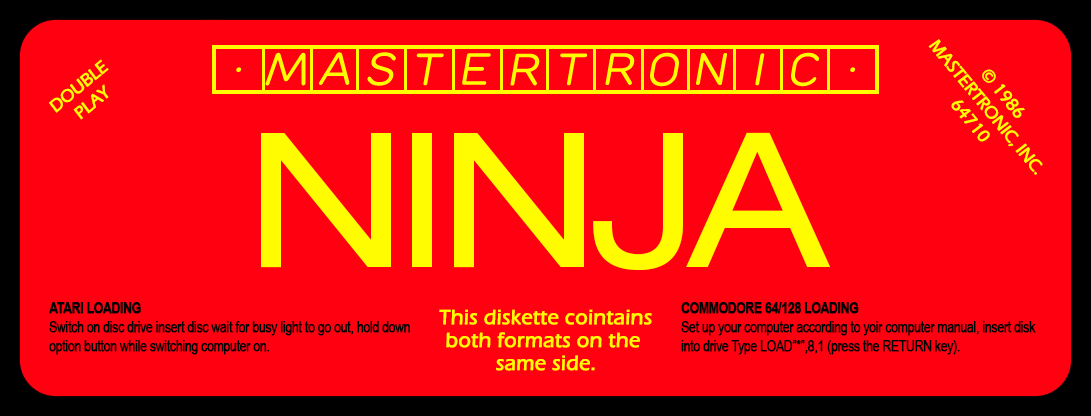 DOUBLE
PLAY
· MASTERTRONIC ·
© 1986
MASTERTRONIC, INC.
64710
NINJA
ATARI LOADING
Switch on disc drive insert disc wait for busy light to go out, hold down
option button while switching computer on.
This diskette cointains
both formats on the
same side.
COMMODORE 64/128 LOADING
Set up your computer according to yoir computer manual, insert disk
into drive Type LOAD"*",8,1 (press the RETURN key).